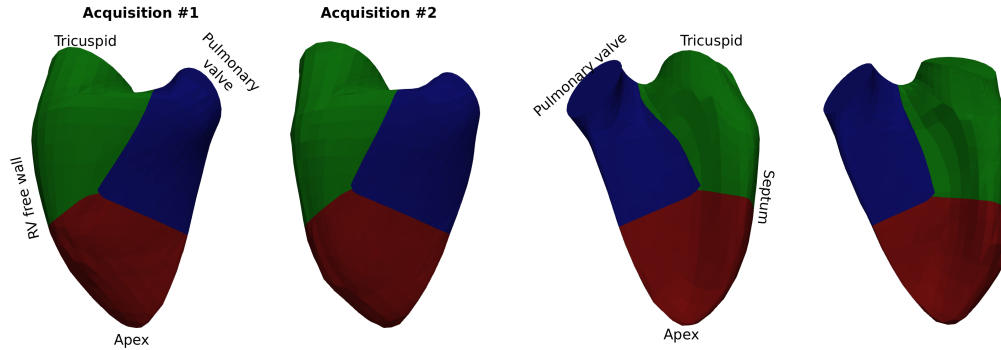 Acquisition #1
Acquisition #2
Tricuspid
Pulmonary
valve
RV free wall
Apex
Pulmonary valve
Tricuspid
Septum
Apex